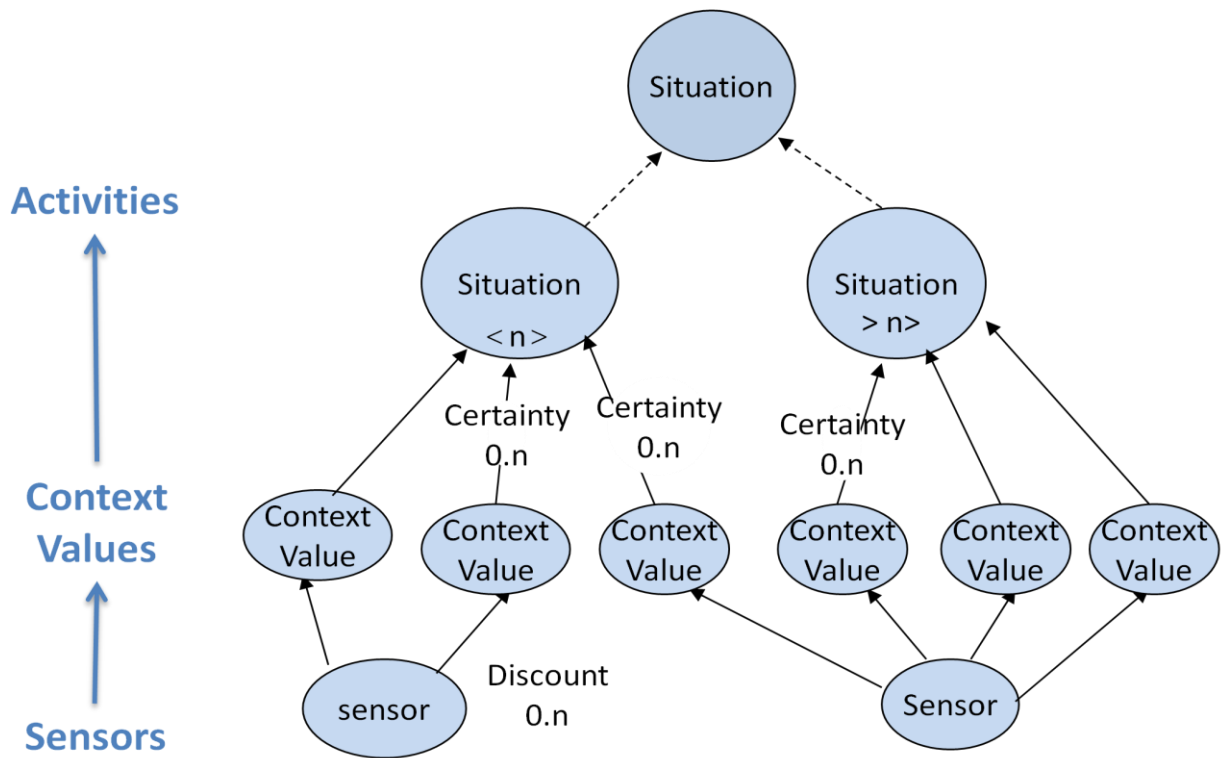 Situation
Activities
Situation
< n >
Situation
> n>
Certainty
0.n
Certainty
0.n
Certainty
0.n
Context
Values
Context
Value
Context
Value
Context
Value
Context
Value
Context
Value
Context
Value
Sensors
sensor
Discount
0.n
Sensor